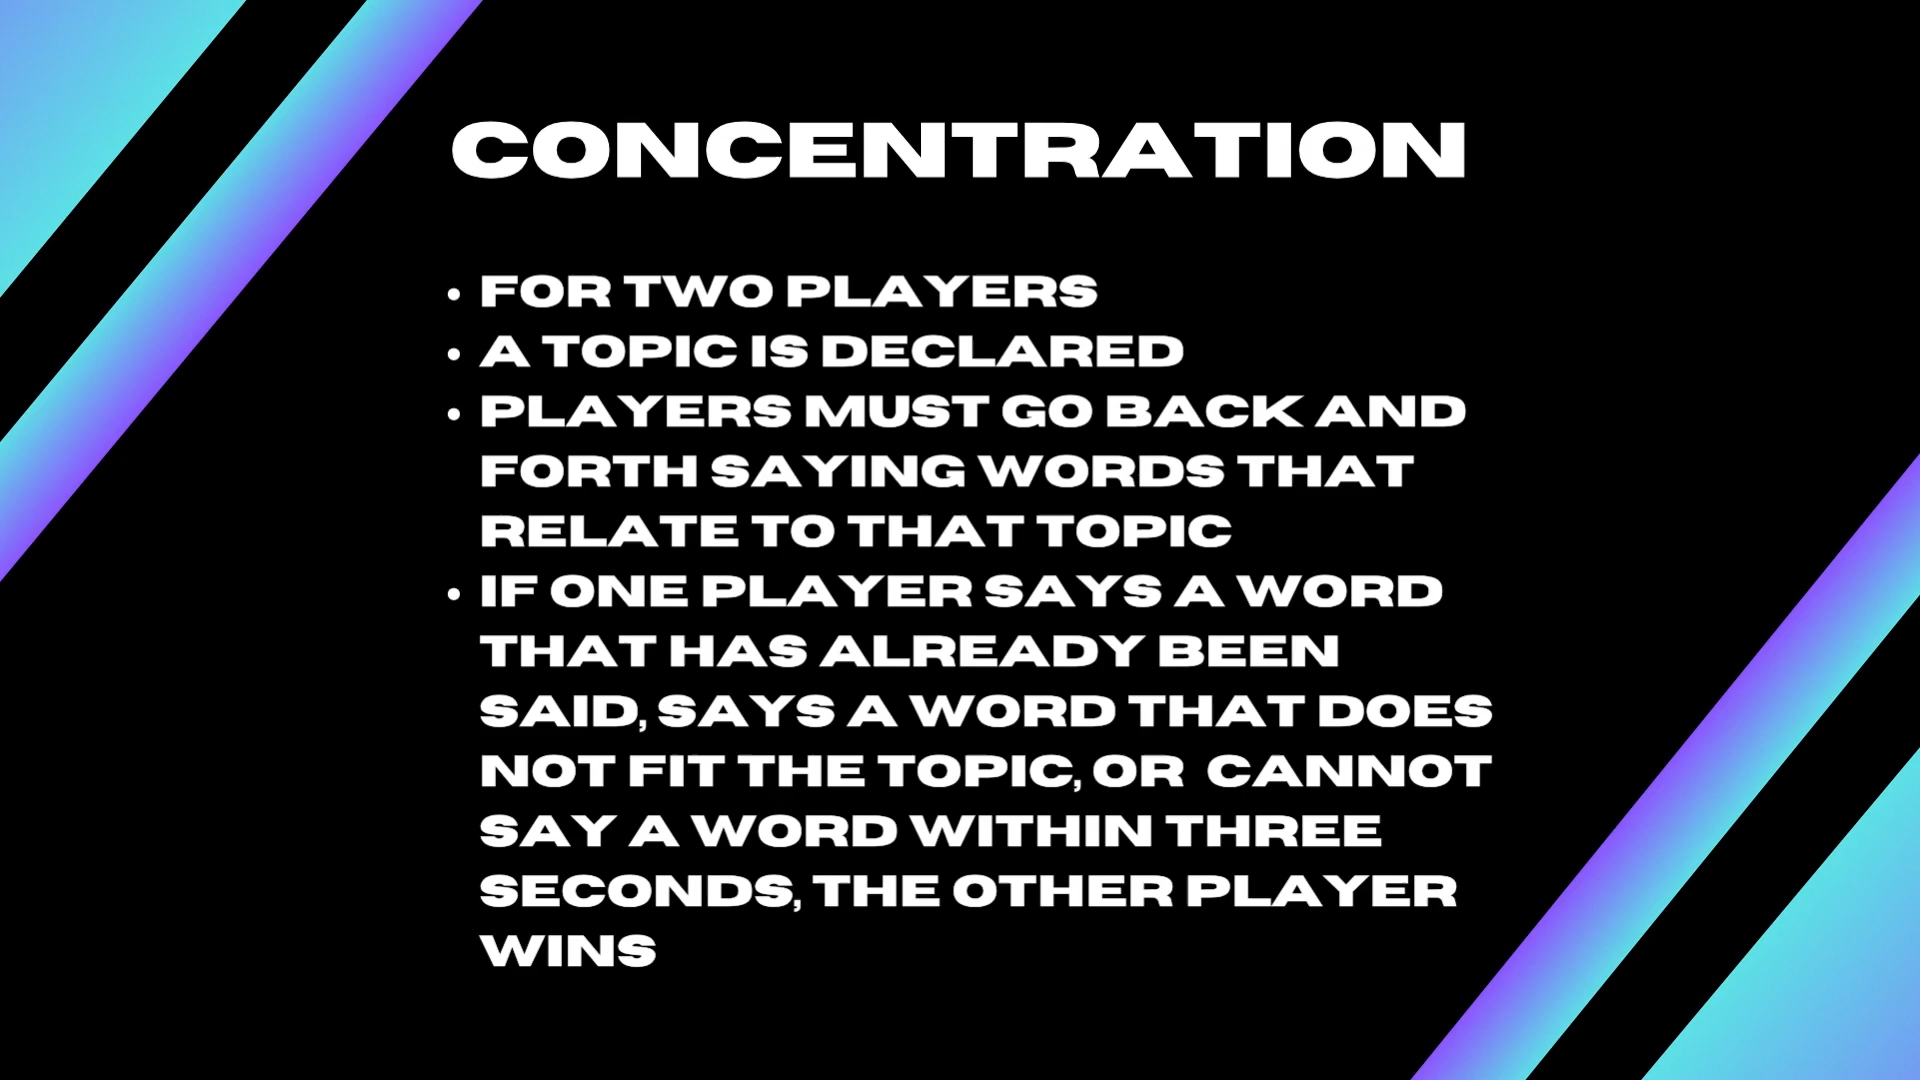 CONCENTRATION
• FOR TWO PLAYERS
• A TOPIC IS DECLARED
• PLAYERS MUST GO BACK AND
FORTH SAYING WORDS THAT
RELATE TO THAT TOPIC
• IF ONE PLAYER SAYS A WORD
THAT HAS ALREADY BEEN
SAID, SAYS A WORD THAT DOES
NOT FIT THE TOPIC, OR  CANNOT
SAY A WORD WITHIN THREE
SECONDS, THE OTHER PLAYER
WINS